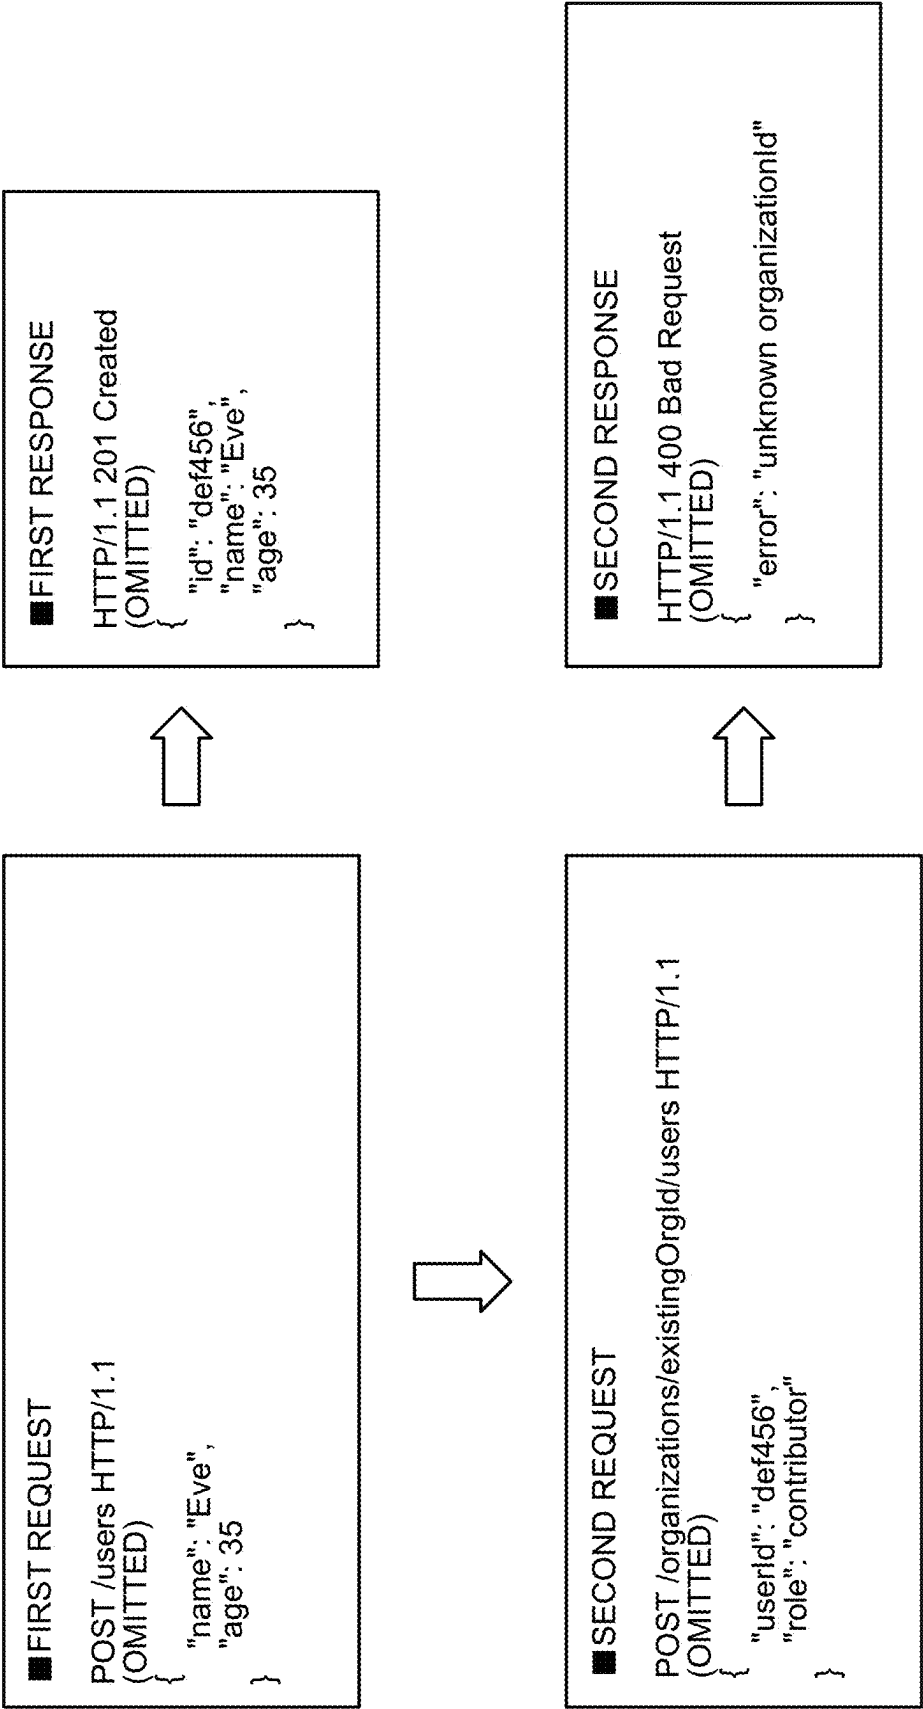 ■FIRST REQUEST
POST /users HTTP/1.1
(OMITTED)
{
"name": "Eve",
"age": 35
}
■FIRST RESPONSE
HTTP/1.1 201 Created
(OMITTED)
{
"id": "def456",
"name": "Eve",
"age": 35
}
■SECOND REQUEST
POST /organizations/existingOrgId/users HTTP/1.1
(OMITTED)
{
"userId": "def456",
"role": "contributor"
}
■SECOND RESPONSE
HTTP/1.1 400 Bad Request
(OMITTED)
{
"error": "unknown organizationId"
}